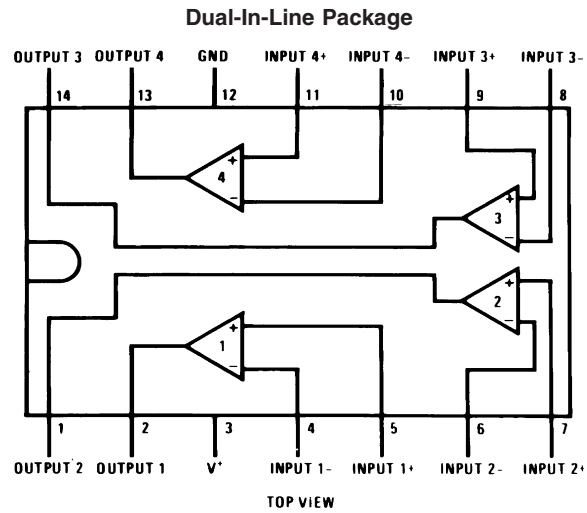 Dual-In-Line Package
OUTPUT 3 OUTPUT 4 GND INPUT 4+ INPUT 4- INPUT 3+ INPUT 3-
14 13 12 11 10 9 8
+
4
-
+
3
-
+
2
-
+
1
-
1 2 3 4 5 6 7
OUTPUT 2 OUTPUT 1 V+ INPUT 1- INPUT 1+ INPUT 2- INPUT 2+
TOP VIEW